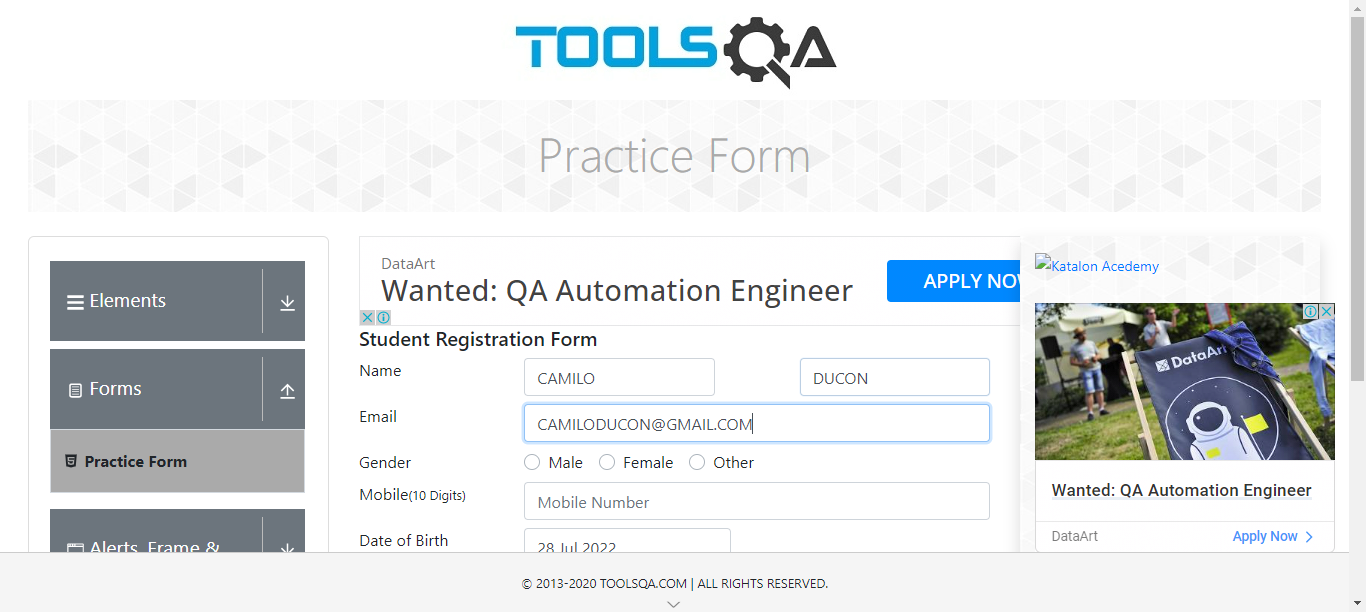 TOOLSQA
Practice Form
Elements
Forms
Practice Form
Alerts, Frame &
DataArt
Wanted: QA Automation Engineer
APPLY NOW
Student Registration Form
Name
CAMILO
DUCON
Email
CAMILODUCON@GMAIL.COM
Gender
Male
Female
Other
Mobile(10 Digits)
Mobile Number
Date of Birth
28 Jul 2022
Katalon Acedemy
DataArt
Wanted: QA Automation Engineer
DataArt
Apply Now
© 2013-2020 TOOLSQA.COM | ALL RIGHTS RESERVED.